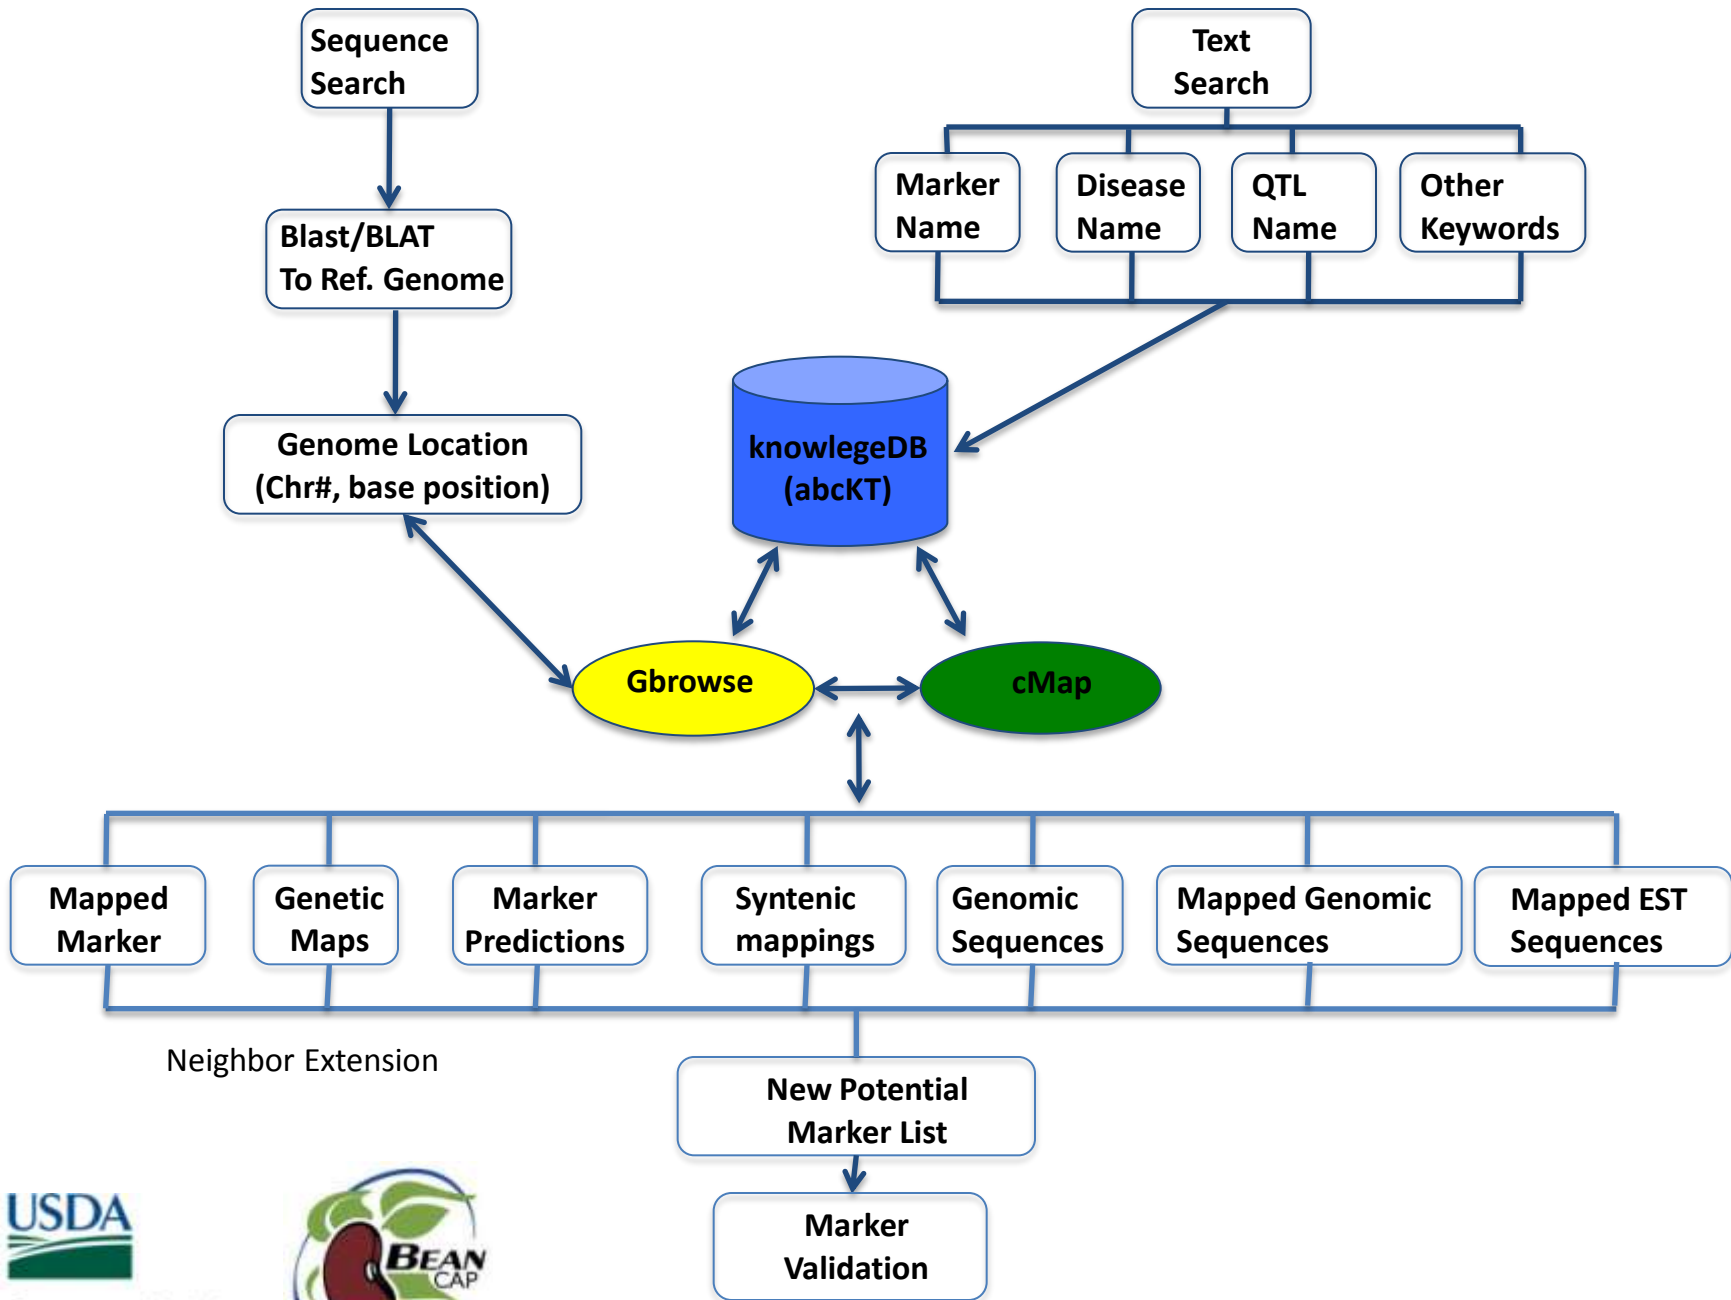 Sequence
Search
Text
Search
Marker
Name
Disease
Name
QTL
Name
Other
Keywords
Blast/BLAT
To Ref. Genome
Genome Location
(Chr#, base position)
knowlegeDB
(abcKT)
Gbrowse
cMap
Mapped
Marker
Genetic
Maps
Marker
Predictions
Syntenic
mappings
Genomic
Sequences
Mapped Genomic
Sequences
Mapped EST
Sequences
Neighbor Extension
New Potential
Marker List
Marker
Validation
USDA
BEAN
CAP